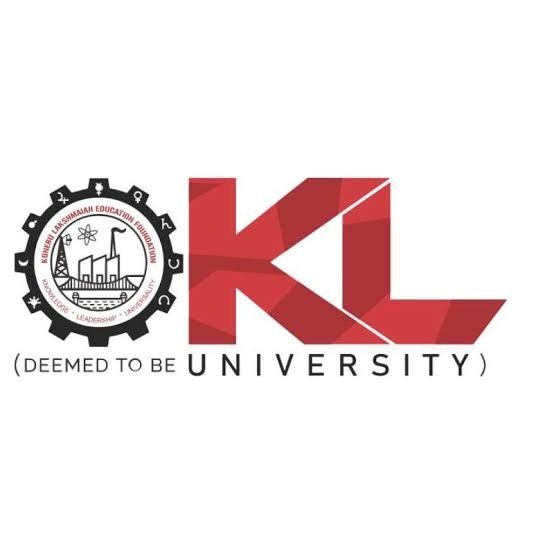 KONERU LAKSHMAIAH EDUCATION FOUNDATION
KNOWLEDGE · LEADERSHIP · UNIVERSALITY
KL
(DEEMED TO BE UNIVERSITY)